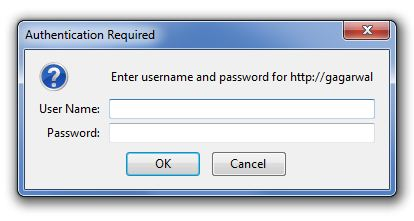 Authentication Required
Enter username and password for http://gagarwal
User Name:
Password:
OK
Cancel